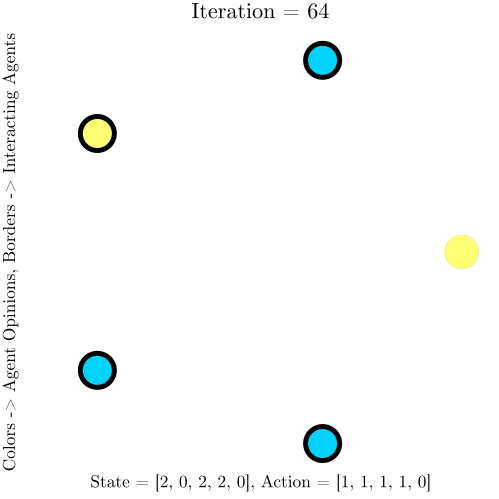 Iteration = 64
Colors -> Agent Opinions, Borders -> Interacting Agents
State = [2, 0, 2, 2, 0], Action = [1, 1, 1, 1, 0]